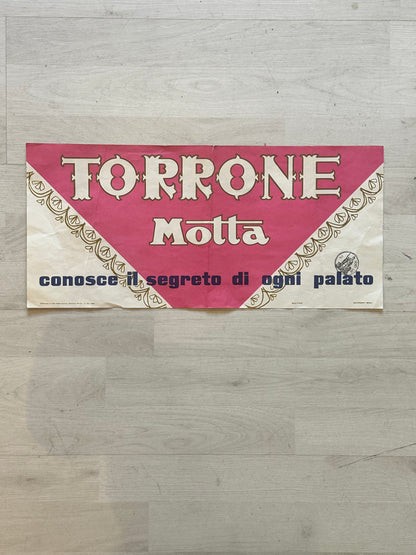 TORRONE
Motta
conosce il segreto di ogni palato